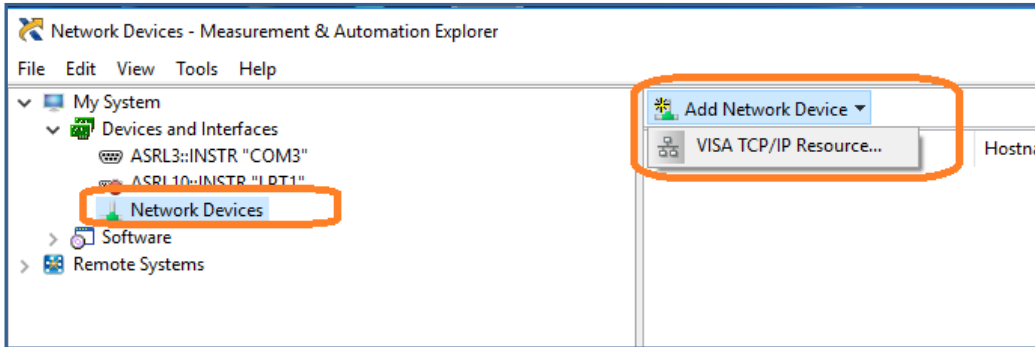 Network Devices - Measurement & Automation Explorer
File Edit View Tools Help
My System
Devices and Interfaces
ASRL3::INSTR "COM3"
ASRL10::INSTR "LPT1"
Network Devices
Software
Remote Systems
Add Network Device
VISA TCP/IP Resource...
Hostna